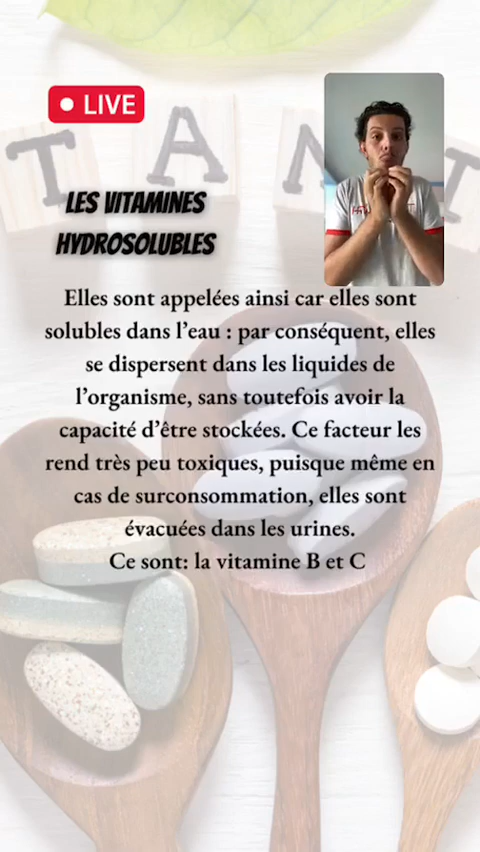 LIVE
T A N T
LES VITAMINES
HYDROSOLUBLES
Elles sont appelées ainsi car elles sont
solubles dans l’eau : par conséquent, elles
se dispersent dans les liquides de
l’organisme, sans toutefois avoir la
capacité d’être stockées. Ce facteur les
rend très peu toxiques, puisque même en
cas de surconsommation, elles sont
évacuées dans les urines.
Ce sont: la vitamine B et C